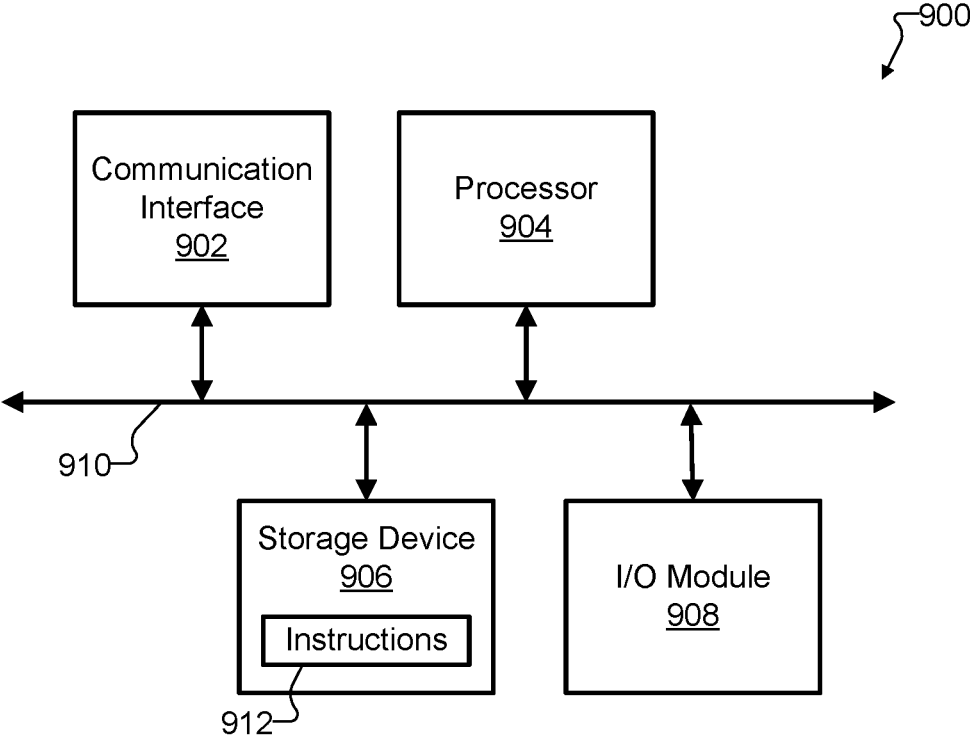 900
Communication
Interface
902
Processor
904
910
Storage Device
906
Instructions
912
I/O Module
908